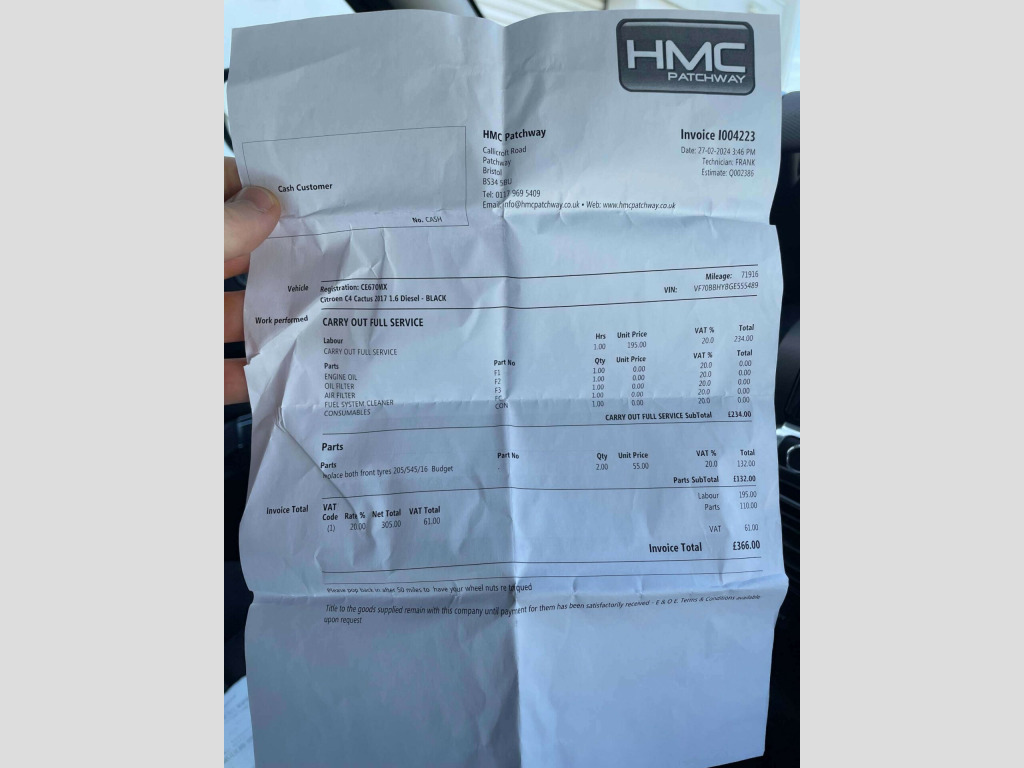 HMC
PATCHWAY
HMC Patchway
Callicroft Road
Patchway
Bristol
BS34 5BU
Tel: 0117 969 5409
Email: info@hmcpatchway.co.uk • Web: www.hmcpatchway.co.uk
Invoice I004223
Date: 27-02-2024 3:46 PM
Technician: FRANK
Estimate: Q002386
Cash Customer
No. CASH
Vehicle Registration: CE67OWX Mileage: 71916
Citroen C4 Cactus 2017 1.6 Diesel - BLACK VIN: VF70BBHYBGE555489
Work performed CARRY OUT FULL SERVICE
Labour Hrs Unit Price VAT % Total
CARRY OUT FULL SERVICE 1.00 195.00 20.0 234.00
Parts Part No Qty Unit Price VAT % Total
ENGINE OIL F1 1.00 0.00 20.0 0.00
OIL FILTER F2 1.00 0.00 20.0 0.00
AIR FILTER F3 1.00 0.00 20.0 0.00
FUEL SYSTEM CLEANER 1.00 0.00 20.0 0.00
CONSUMABLES CON 1.00 0.00 20.0 0.00
CARRY OUT FULL SERVICE SubTotal £234.00
Parts
Parts Part No Qty Unit Price VAT % Total
replace both front tyres 205/545/16 Budget 2.00 55.00 20.0 132.00
Parts SubTotal £132.00
Invoice Total VAT Code Rate % Net Total VAT Total
(1) 20.00 305.00 61.00
Labour 195.00
Parts 110.00
VAT 61.00
Invoice Total £366.00
Please pop back in after 50 miles to have your wheel nuts re torqued
Title to the goods supplied remain with this company until payment for them has been satisfactorily received - E & O E. Terms & Conditions available
upon request